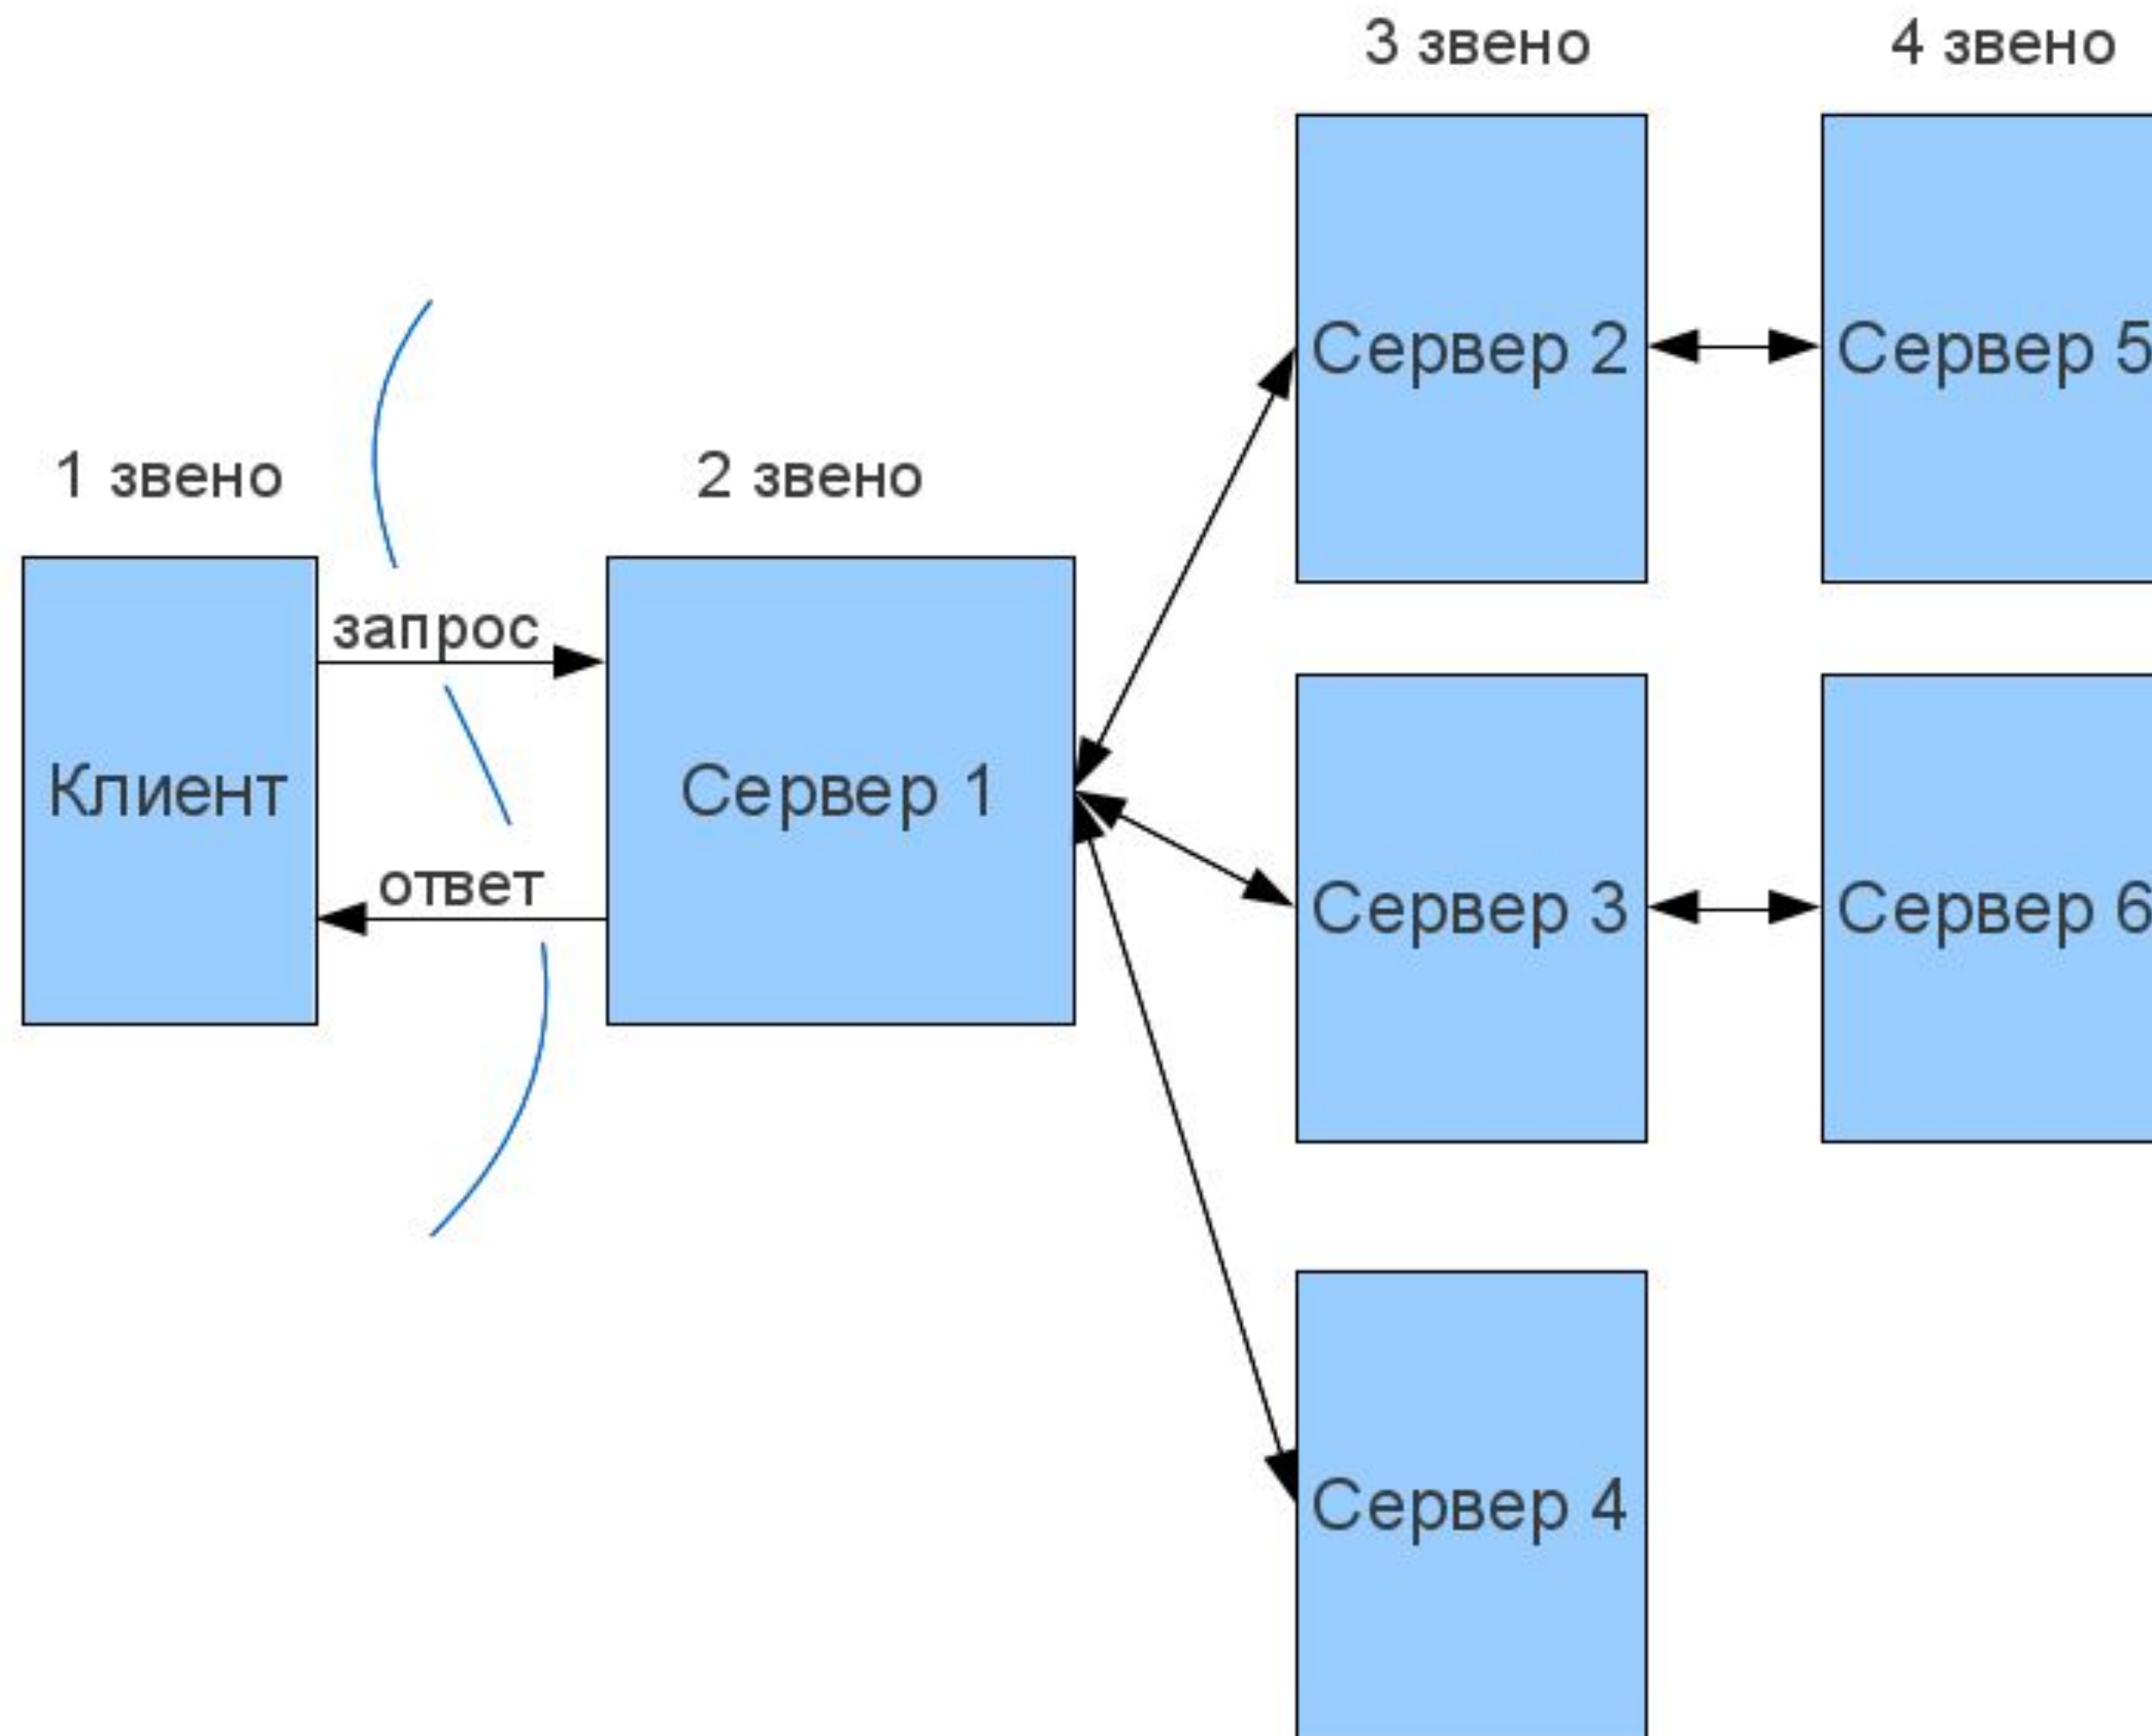 3 звено
4 звено
1 звено
2 звено
Сервер 2
Сервер 5
запрос
Клиент
Сервер 1
ответ
Сервер 3
Сервер 6
Сервер 4